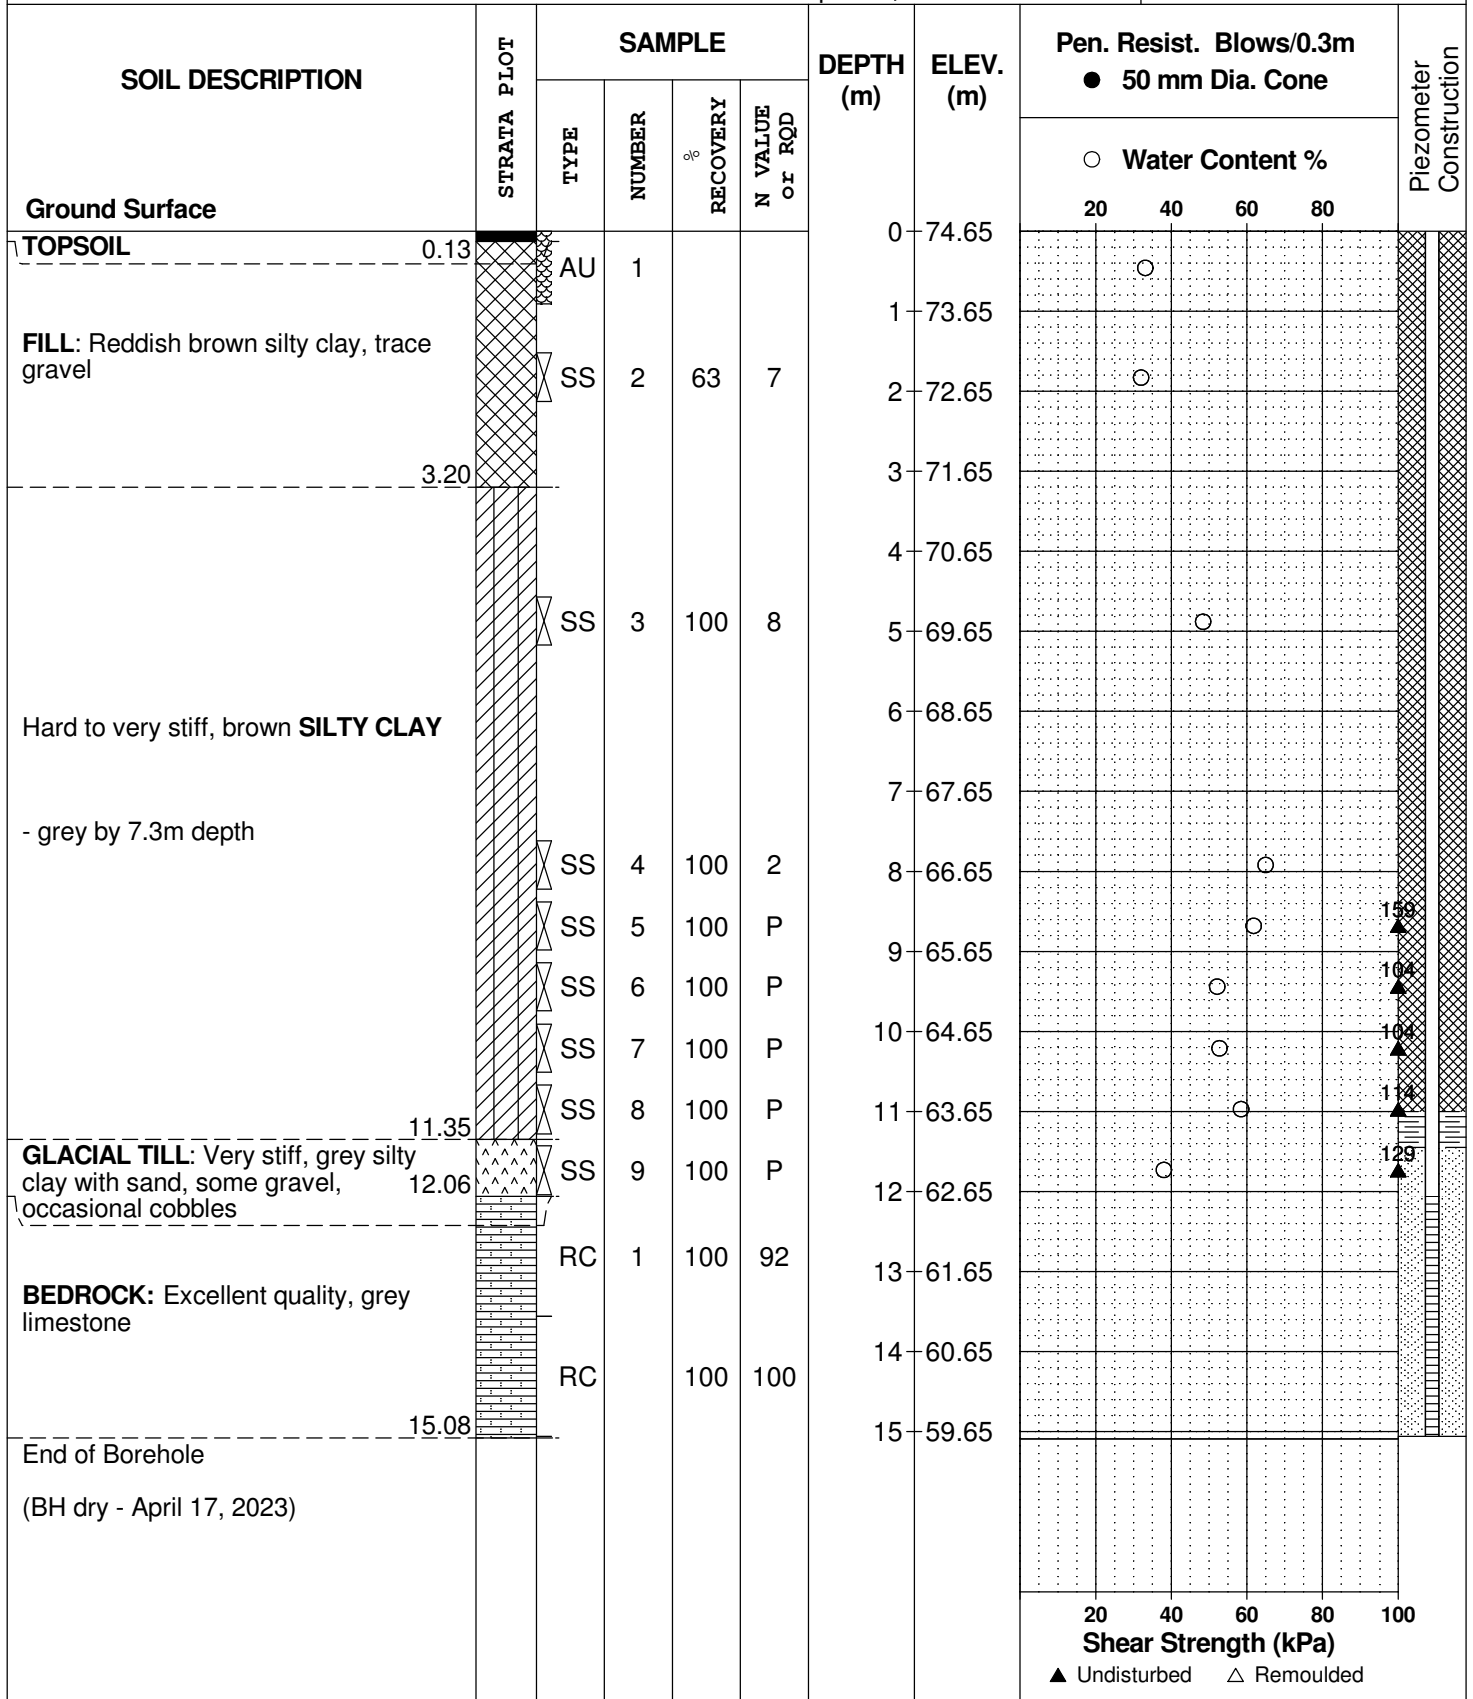 SOIL DESCRIPTION
Ground Surface
STRATA PLOT
SAMPLE
TYPE
NUMBER
% RECOVERY
N VALUE or RQD
DEPTH (m)
ELEV. (m)
Pen. Resist. Blows/0.3m
● 50 mm Dia. Cone
○ Water Content %
20 40 60 80
Piezometer Construction
TOPSOIL 0.13
FILL: Reddish brown silty clay, trace
gravel
3.20
Hard to very stiff, brown SILTY CLAY
- grey by 7.3m depth
11.35
GLACIAL TILL: Very stiff, grey silty
clay with sand, some gravel, 12.06
occasional cobbles
BEDROCK: Excellent quality, grey
limestone
15.08
End of Borehole
(BH dry - April 17, 2023)
AU 1
SS 2 63 7
SS 3 100 8
SS 4 100 2
SS 5 100 P
SS 6 100 P
SS 7 100 P
SS 8 100 P
SS 9 100 P
RC 1 100 92
RC 100 100
0 74.65
1 73.65
2 72.65
3 71.65
4 70.65
5 69.65
6 68.65
7 67.65
8 66.65
9 65.65
10 64.65
11 63.65
12 62.65
13 61.65
14 60.65
15 59.65
159
104
104
114
129
20 40 60 80 100
Shear Strength (kPa)
▲ Undisturbed △ Remoulded